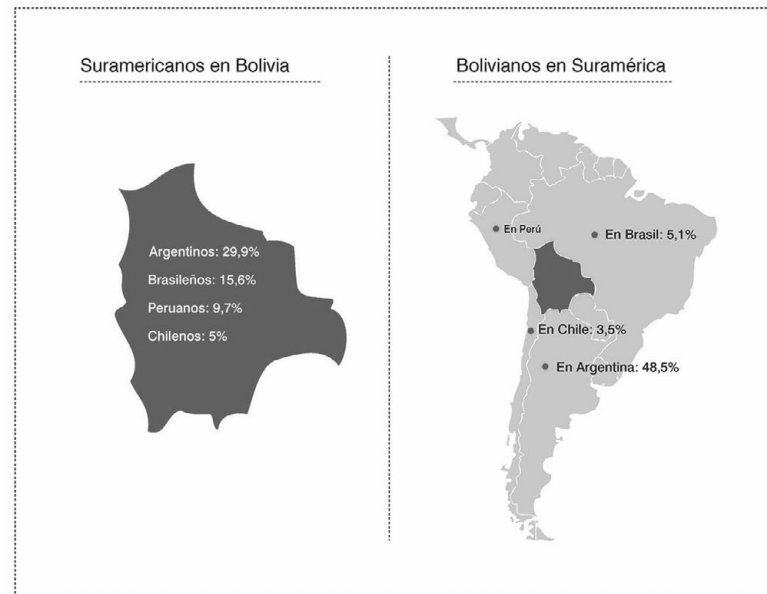 Suramericanos en Bolivia
Argentinos: 29,9%
Brasileños: 15,6%
Peruanos: 9,7%
Chilenos: 5%
Bolivianos en Suramérica
En Perú
En Brasil: 5,1%
En Chile: 3,5%
En Argentina: 48,5%